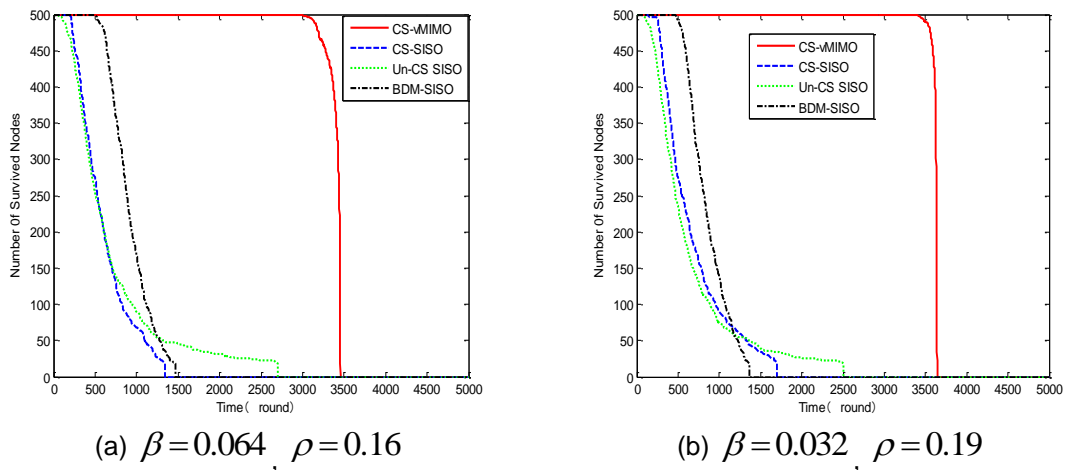 500
450
400
350
300
250
200
150
100
50
0
Number 0f Survived Nodes
0 500 1000 1500 2000 2500 3000 3500 4000 4500 5000
Time( round)
CS-vMIMO
CS-SISO
Un-CS SISO
BDM-SISO
(a) β=0.064 ρ=0.16
500
450
400
350
300
250
200
150
100
50
0
Number 0f Survived Nodes
0 500 1000 1500 2000 2500 3000 3500 4000 4500 5000
Time( round)
CS-vMIMO
CS-SISO
Un-CS SISO
BDM-SISO
(b) β=0.032 ρ=0.19